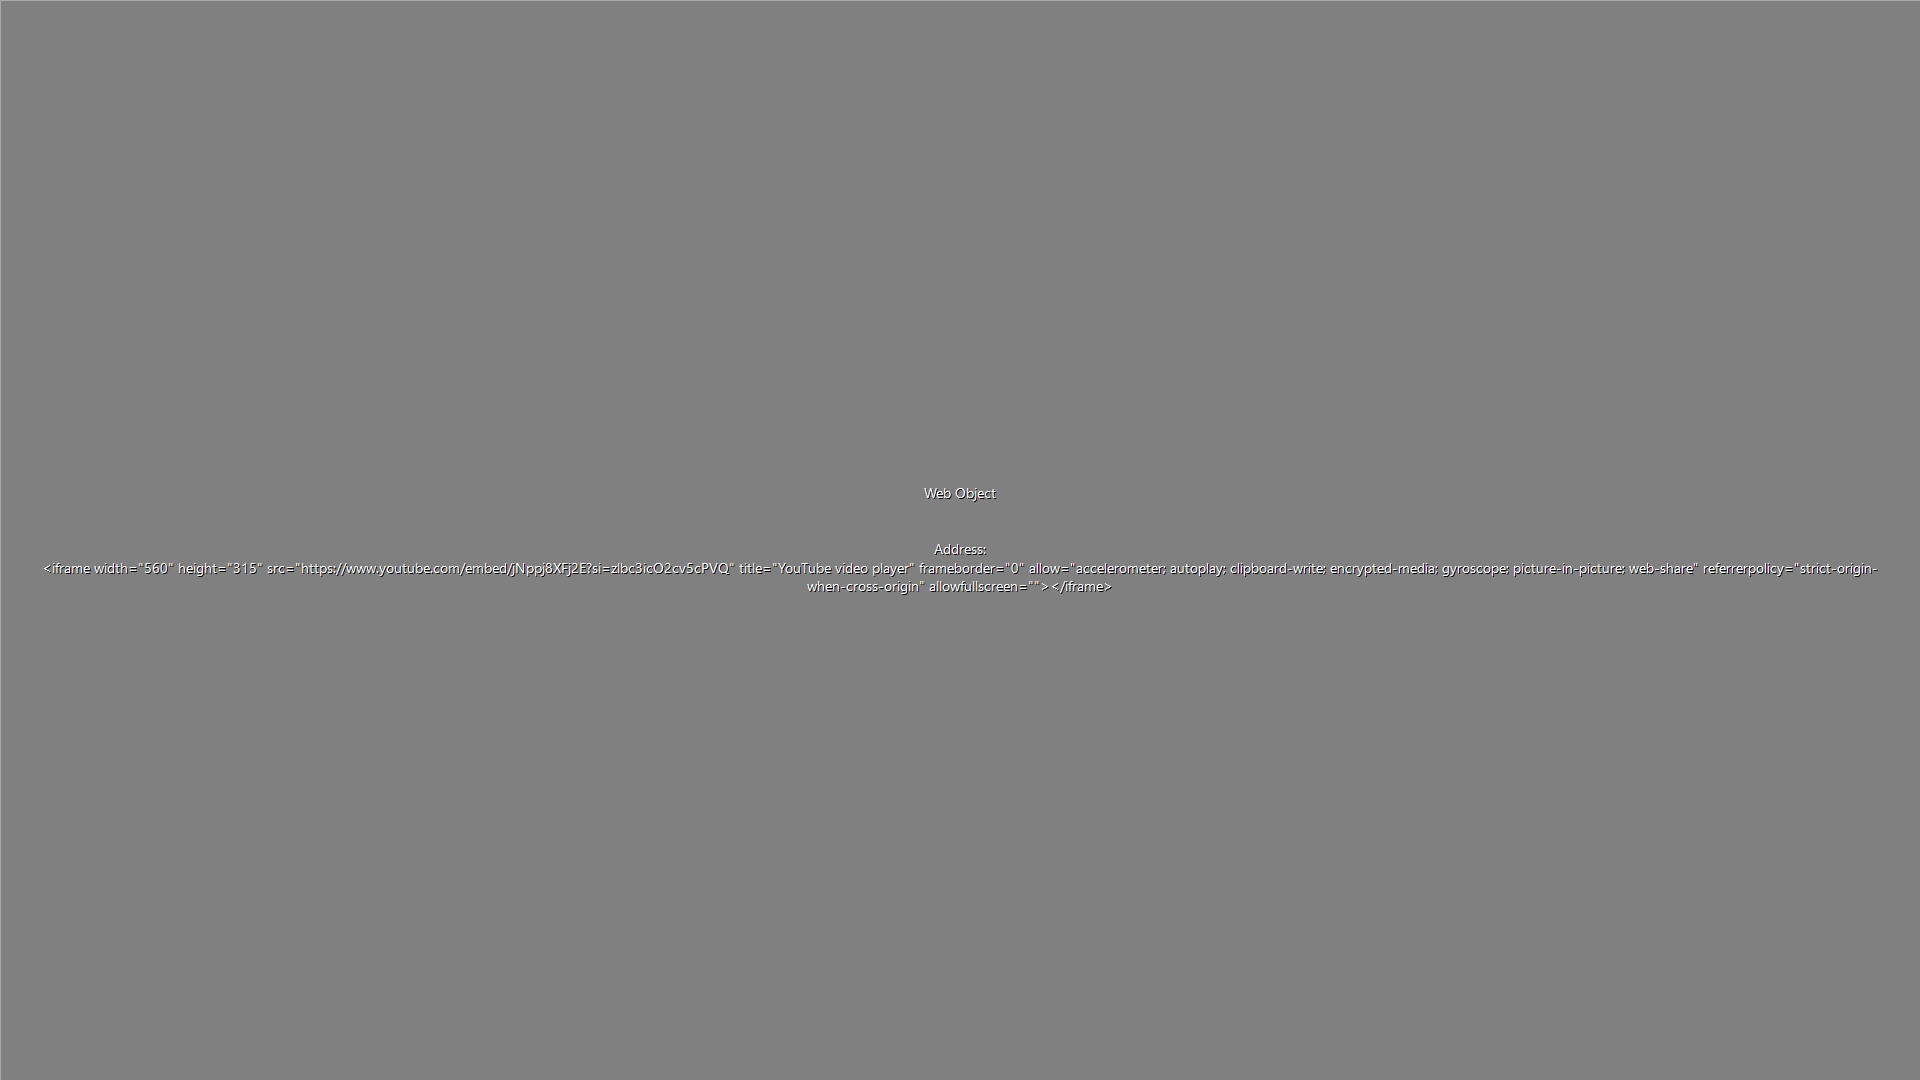 Web Object
Address:
<iframe width="560" height="315" src="https://www.youtube.com/embed/jNppj8XFj2E?si=zlbc3icO2cv5cPVQ" title="YouTube video player" frameborder="0" allow="accelerometer; autoplay; clipboard-write; encrypted-media; gyroscope; picture-in-picture; web-share" referrerpolicy="strict-origin-
when-cross-origin" allowfullscreen=""></iframe>